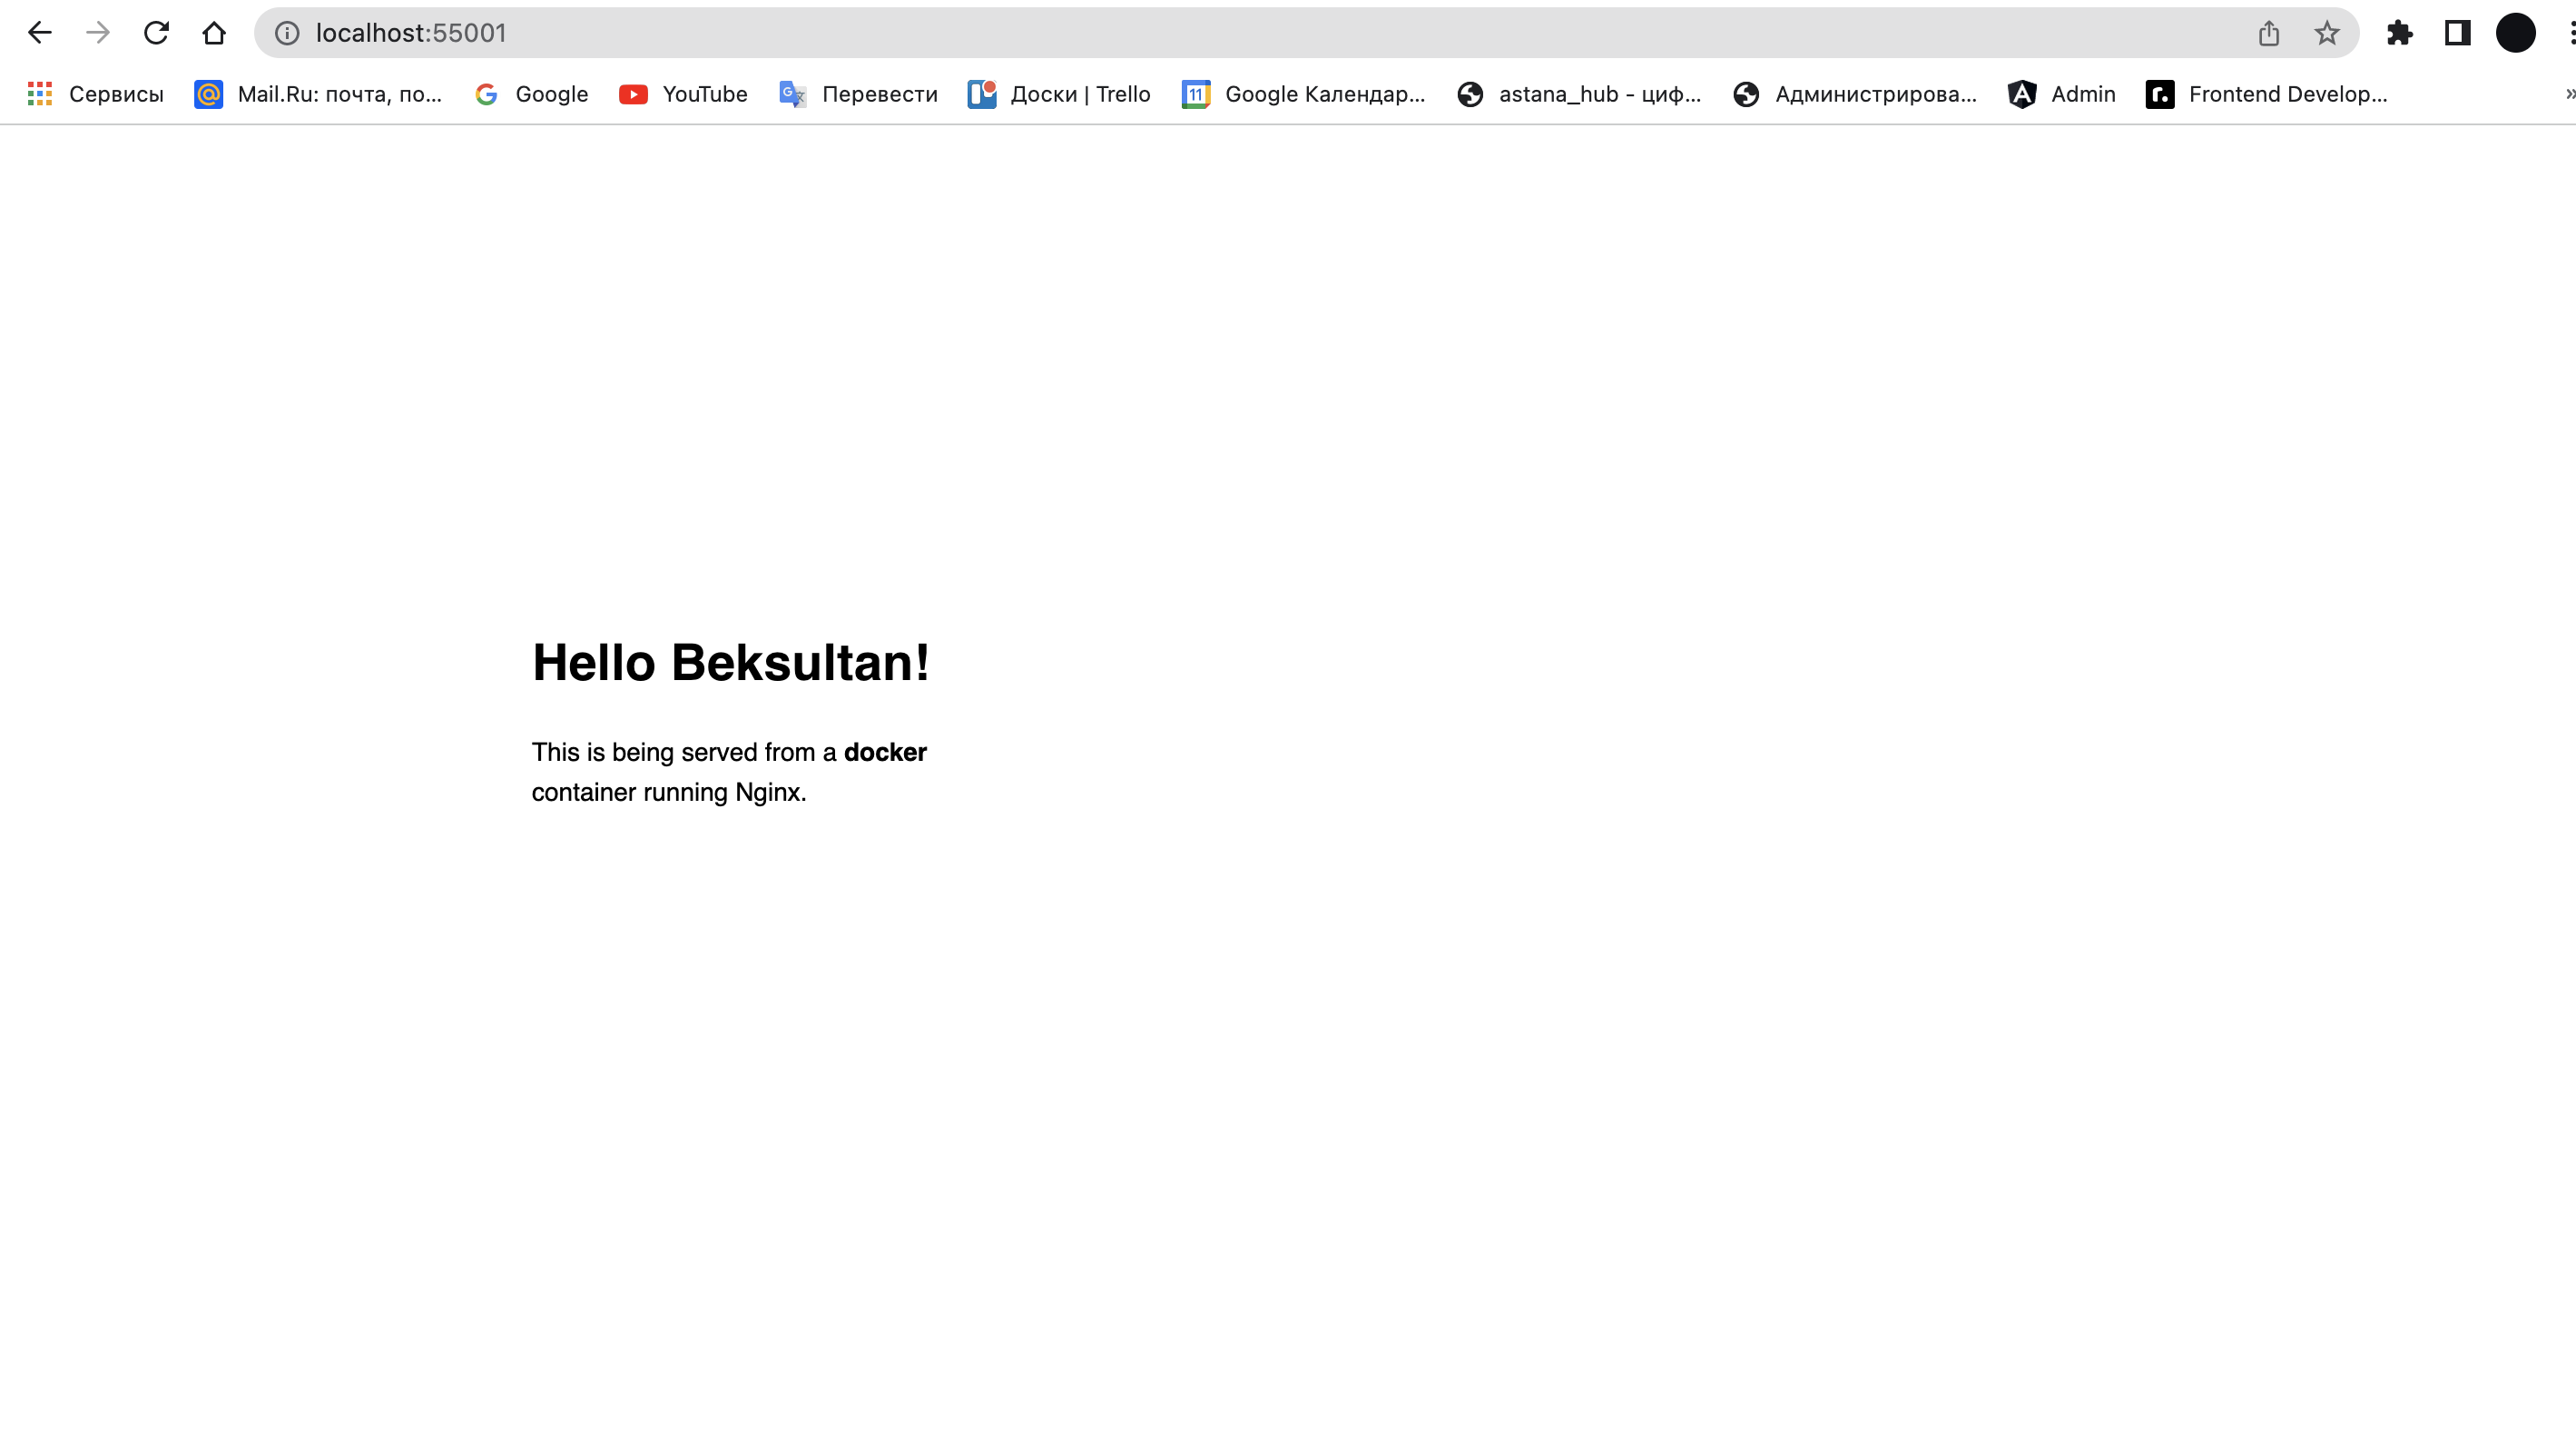 localhost:55001
Сервисы Mail.Ru: почта, по... Google YouTube Перевести Доски | Trello 11 Google Календар... astana_hub - циф... Администрирова... Admin r. Frontend Develop... »
Hello Beksultan!
This is being served from a docker
container running Nginx.